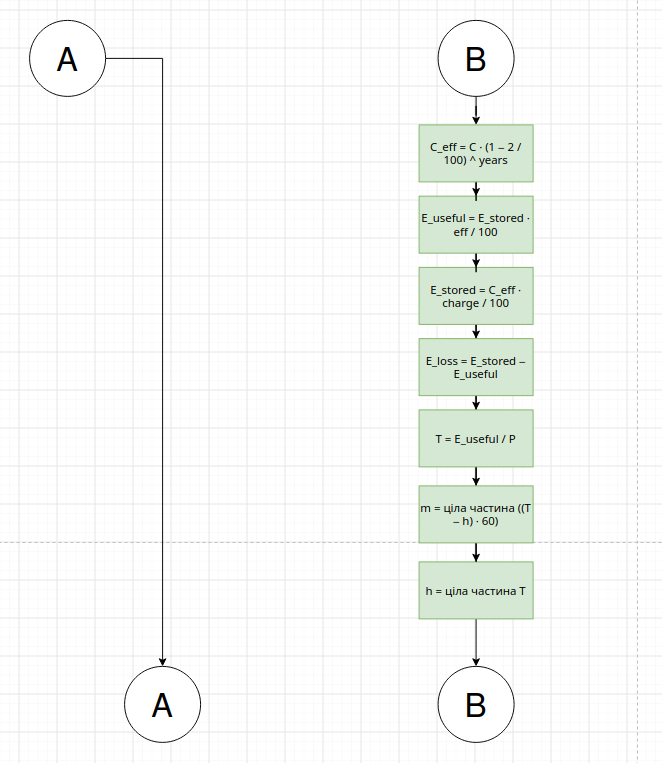 A
B
C_eff = C · (1 – 2 /
100) ^ years
E_useful = E_stored ·
eff / 100
E_stored = C_eff ·
charge / 100
E_loss = E_stored –
E_useful
T = E_useful / P
m = ціла частина ((T
– h) · 60)
h = ціла частина T
A
B